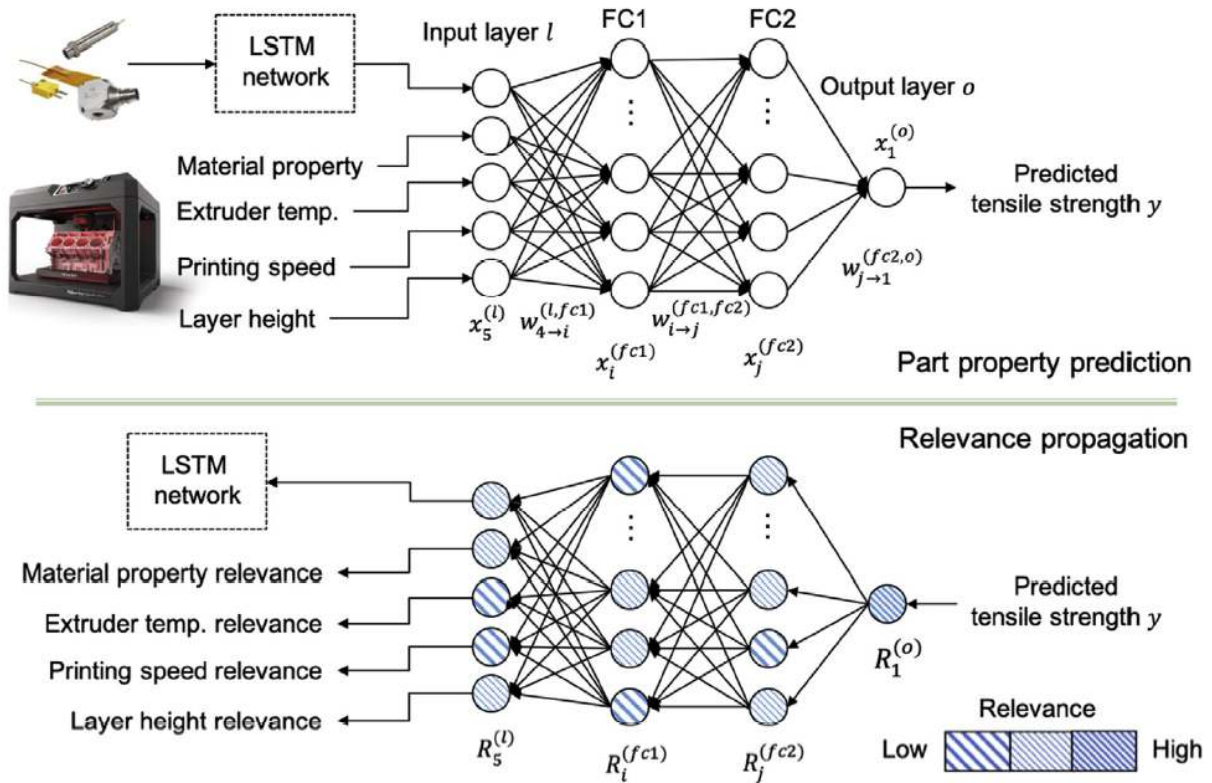 FC1
FC2
Input layer l
LSTM
network
Output layer o
x_1^{(o)}
Material property
Extruder temp.
Printing speed
Layer height
Predicted
tensile strength y
w_{j→1}^{(fc2,o)}
x_5^{(l)}
w_{4→i}^{(l,fc1)}
w_{i→j}^{(fc1,fc2)}
x_i^{(fc1)}
x_j^{(fc2)}
Part property prediction
Relevance propagation
LSTM
network
Material property relevance
Extruder temp. relevance
Printing speed relevance
Layer height relevance
Predicted
tensile strength y
R_1^{(o)}
R_5^{(l)}
R_i^{(fc1)}
R_j^{(fc2)}
Relevance
Low
High